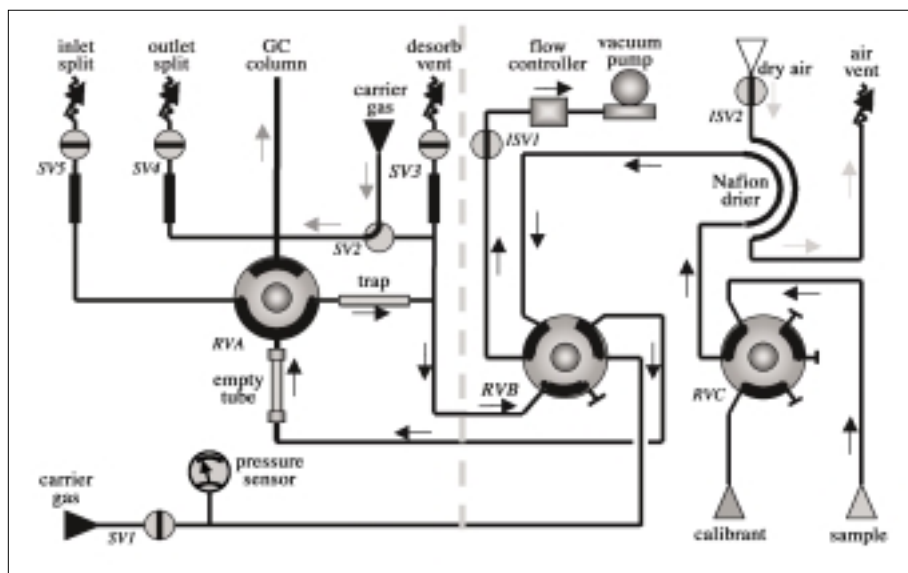 inlet
split
outlet
split
GC
column
desorb
vent
carrier
gas
flow
controller
vacuum
pump
dry air
air
vent
SV5
SV4
SV3
ISV1
ISV2
Nafion
drier
SV2
trap
RVA
empty
tube
RVB
RVC
pressure
sensor
carrier
gas
SV1
calibrant
sample